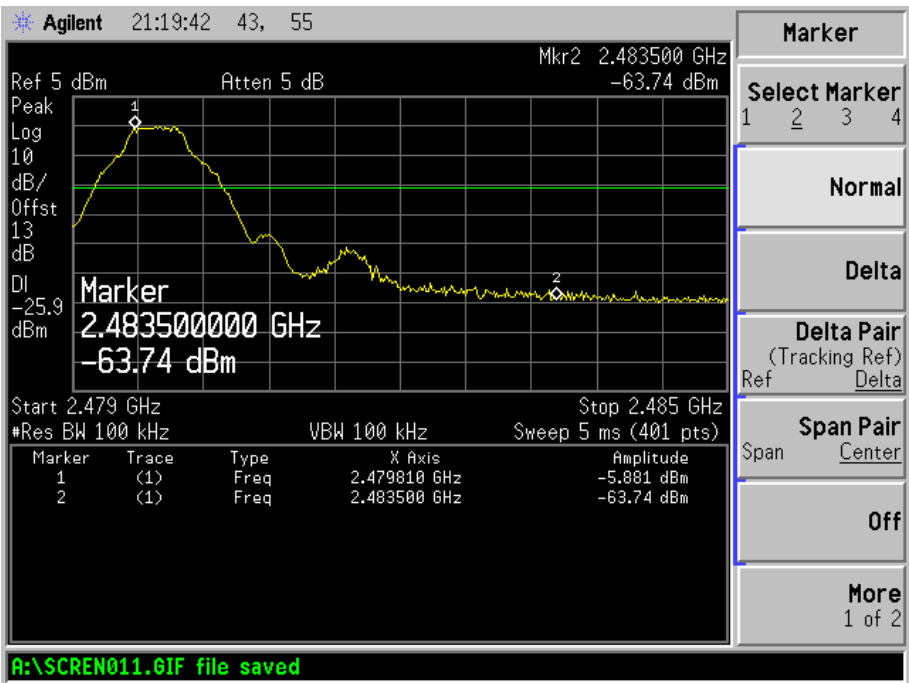 Agilent 21:19:42 43, 55
Mkr2 2.483500 GHz
Ref 5 dBm Atten 5 dB -63.74 dBm
Peak
Log
10
dB/
Offst
13
dB
DI
-25.9
dBm
1
2
Marker
2.483500000 GHz
-63.74 dBm
Start 2.479 GHz Stop 2.485 GHz
#Res BW 100 kHz VBW 100 kHz Sweep 5 ms (401 pts)
Marker Trace Type X Axis Amplitude
1 (1) Freq 2.479810 GHz -5.881 dBm
2 (1) Freq 2.483500 GHz -63.74 dBm
A:\SCREN011.GIF file saved
Marker
Select Marker
1 2 3 4
Normal
Delta
Delta Pair
(Tracking Ref)
Ref Delta
Span Pair
Span Center
Off
More
1 of 2